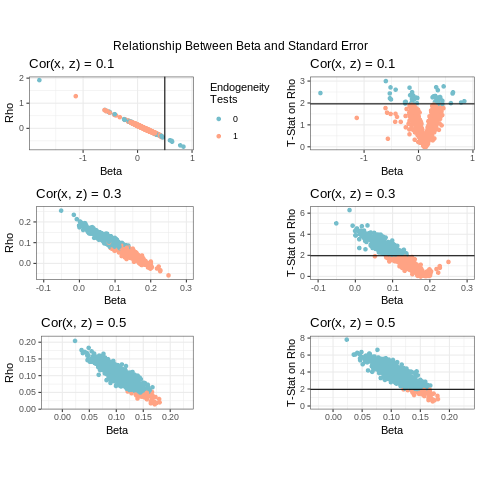 Relationship Between Beta and Standard Error
Cor(x, z) = 0.1
2
1
0
Rho
-1
0
1
Beta
Endogeneity
Tests
0
1
Cor(x, z) = 0.1
3
2
1
0
T-Stat on Rho
-1
0
1
Beta
Cor(x, z) = 0.3
0.2
0.1
0.0
Rho
-0.1
0.0
0.1
0.2
0.3
Beta
Cor(x, z) = 0.3
6
4
2
0
T-Stat on Rho
-0.1
0.0
0.1
0.2
0.3
Beta
Cor(x, z) = 0.5
0.20
0.15
0.10
0.05
0.00
Rho
0.00
0.05
0.10
0.15
0.20
Beta
Cor(x, z) = 0.5
8
6
4
2
0
T-Stat on Rho
0.00
0.05
0.10
0.15
0.20
Beta